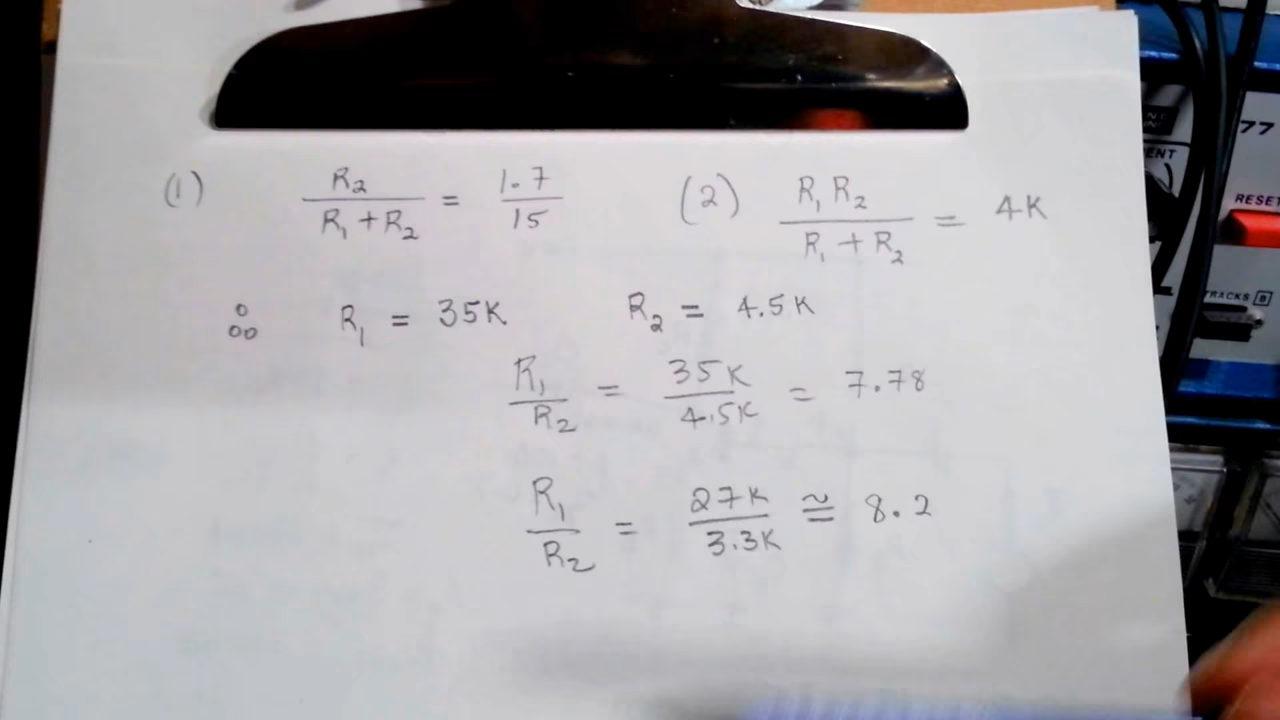 (1) R2 / R1 + R2 = 1.7 / 15 (2) R1 R2 / R1 + R2 = 4K
∴ R1 = 35K R2 = 4.5K
R1 / R2 = 35K / 4.5K = 7.78
R1 / R2 = 27K / 3.3K ≅ 8.2
77
RESET
TRACKS B